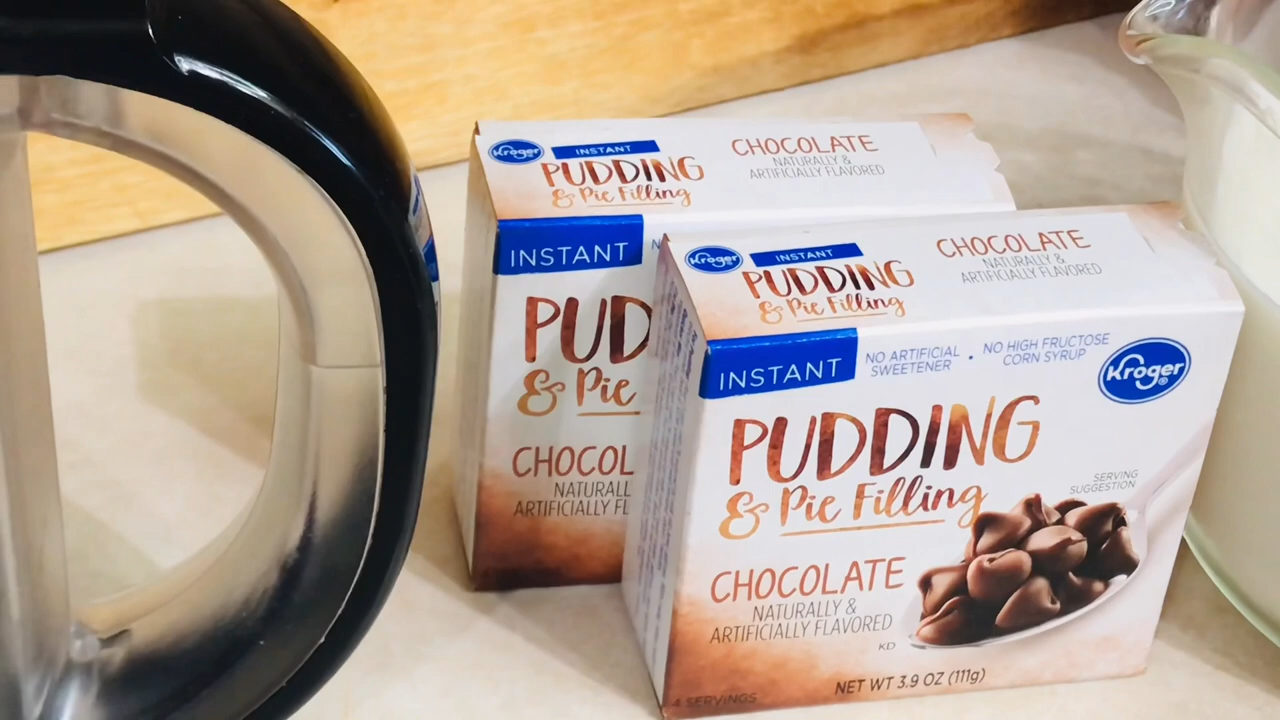 Kroger
INSTANT
PUDDING
& Pie Filling
CHOCOLATE
NATURALLY &
ARTIFICIALLY FLAVORED
INSTANT
PUD
& Pie
CHOCOL
NATURALL
ARTIFICIALLY FL
Kroger
INSTANT
PUDDING
& Pie Filling
CHOCOLATE
NATURALLY &
ARTIFICIALLY FLAVORED
INSTANT
NO ARTIFICIAL
SWEETENER
• NO HIGH FRUCTOSE
CORN SYRUP
Kroger®
PUDDING
& Pie Filling
SERVING
SUGGESTION
CHOCOLATE
NATURALLY &
ARTIFICIALLY FLAVORED
KD
NET WT 3.9 OZ (111g)
4 SERVINGS